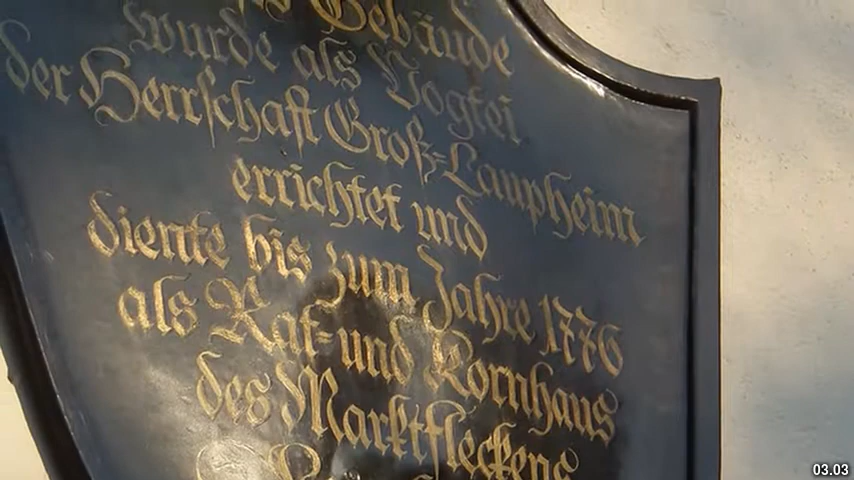 Gebäude
wurde als Vogtei
der Herrschaft Groß-Laupheim
errichtet und
diente bis zum Jahre 1776
als Rat- und Kornhaus
des Marktfleckens
03.03